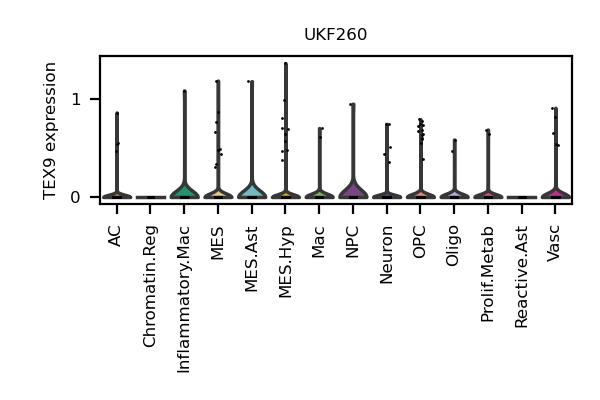 UKF260
TEX9 expression
1
0
AC
Chromatin.Reg
Inflammatory.Mac
MES
MES.Ast
MES.Hyp
Mac
NPC
Neuron
OPC
Oligo
Prolif.Metab
Reactive.Ast
Vasc